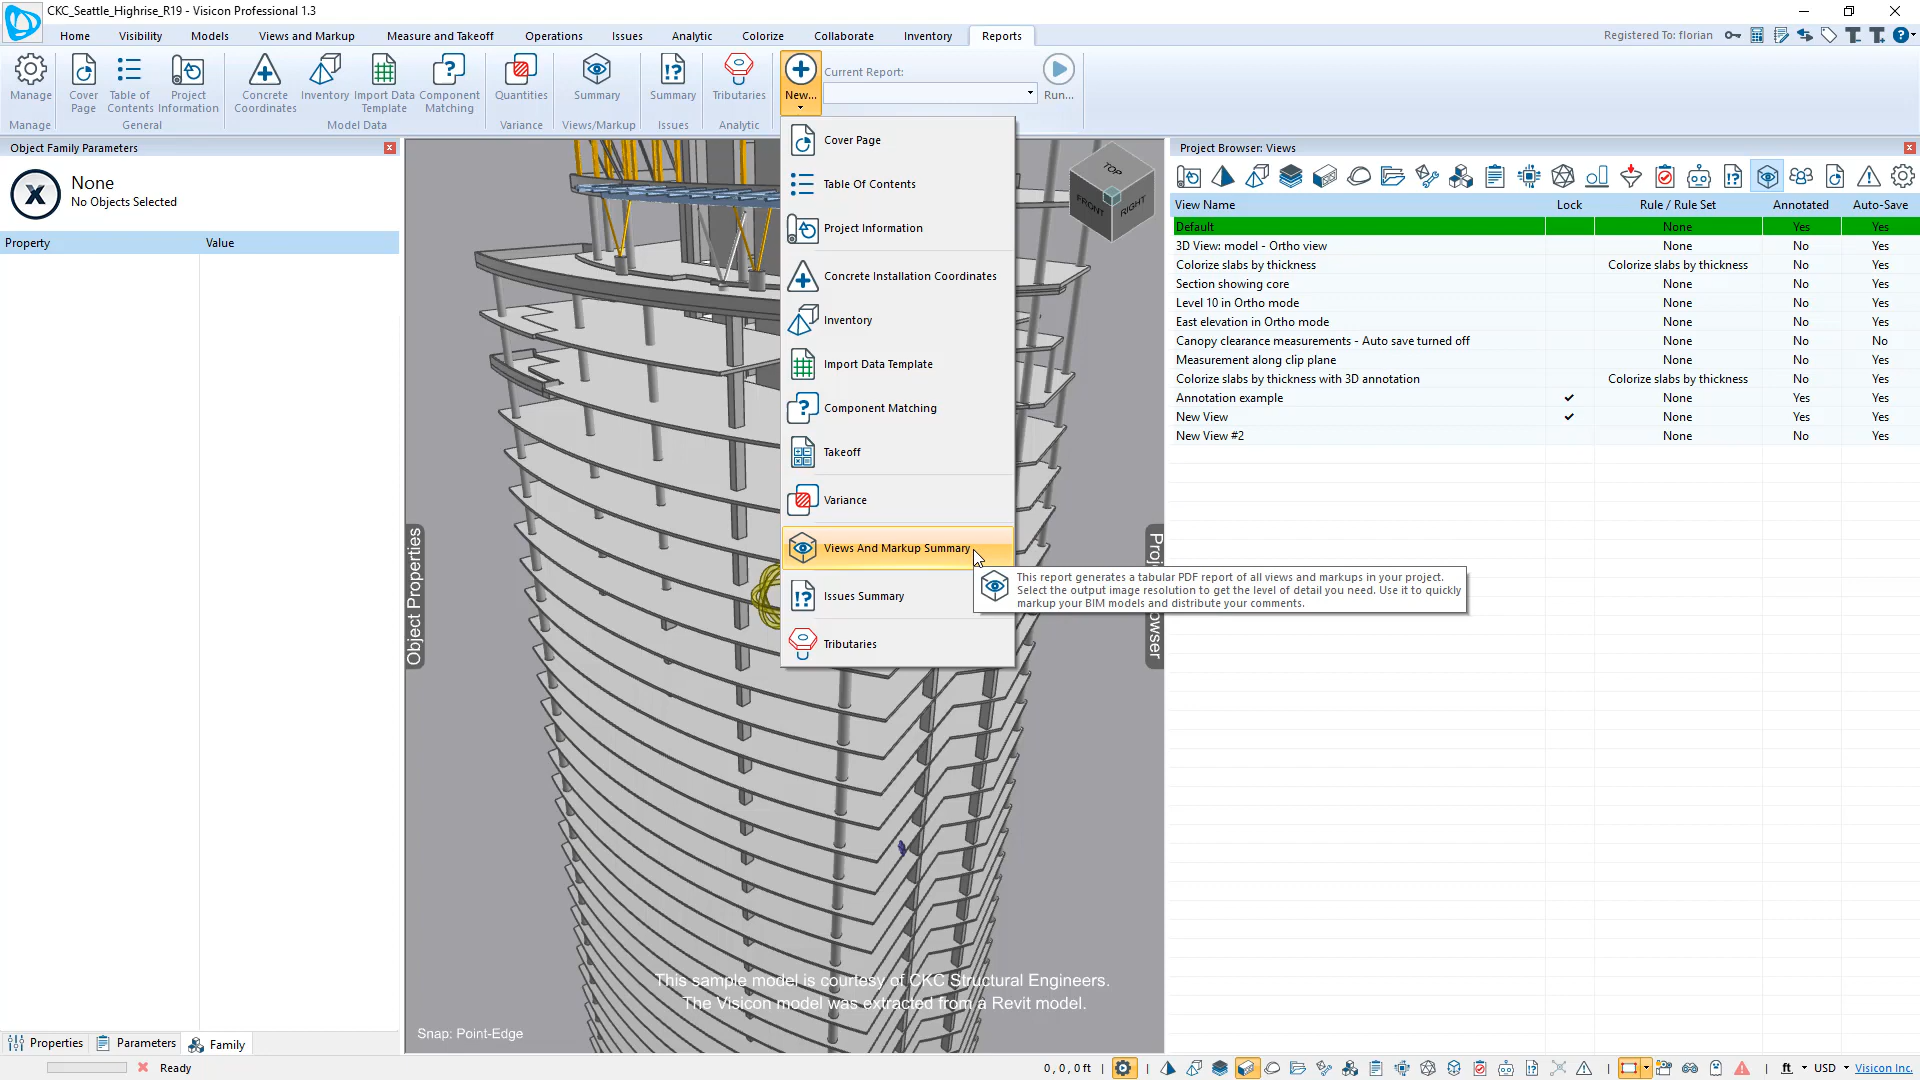 CKC_Seattle_Highrise_R19 - Visicon Professional 1.3
Home Visibility Models Views and Markup Measure and Takeoff Operations Issues Analytic Colorize Collaborate Inventory Reports
Registered To: florian
Manage
Cover Page
Table of Contents
Project Information
Concrete Coordinates
Inventory
Import Data Template
Component Matching
Quantities
Summary
Summary
Tributaries
New...
Current Report:
Run...
Manage General Model Data Variance Views/Markup Issues Analytic
Object Family Parameters
None
No Objects Selected
Property Value
Cover Page
Table Of Contents
Project Information
Concrete Installation Coordinates
Inventory
Import Data Template
Component Matching
Takeoff
Variance
Views And Markup Summary
Issues Summary
Tributaries
This report generates a tabular PDF report of all views and markups in your project.
Select the output image resolution to get the level of detail you need. Use it to quickly
markup your BIM models and distribute your comments.
TOP
FRONT
RIGHT
Object Properties
Proj
owser
This sample model is courtesy of CKC Structural Engineers.
The Visicon model was extracted from a Revit model.
Snap: Point-Edge
Project Browser: Views
View Name Lock Rule / Rule Set Annotated Auto-Save
Default None Yes Yes
3D View: model - Ortho view None No Yes
Colorize slabs by thickness Colorize slabs by thickness No Yes
Section showing core None No Yes
Level 10 in Ortho mode None No Yes
East elevation in Ortho mode None No Yes
Canopy clearance measurements - Auto save turned off None No No
Measurement along clip plane None No Yes
Colorize slabs by thickness with 3D annotation Colorize slabs by thickness No Yes
Annotation example ✔ None Yes Yes
New View ✔ None Yes Yes
New View #2 None No Yes
Properties Parameters Family
Ready
0, 0, 0 ft
ft USD Visicon Inc.